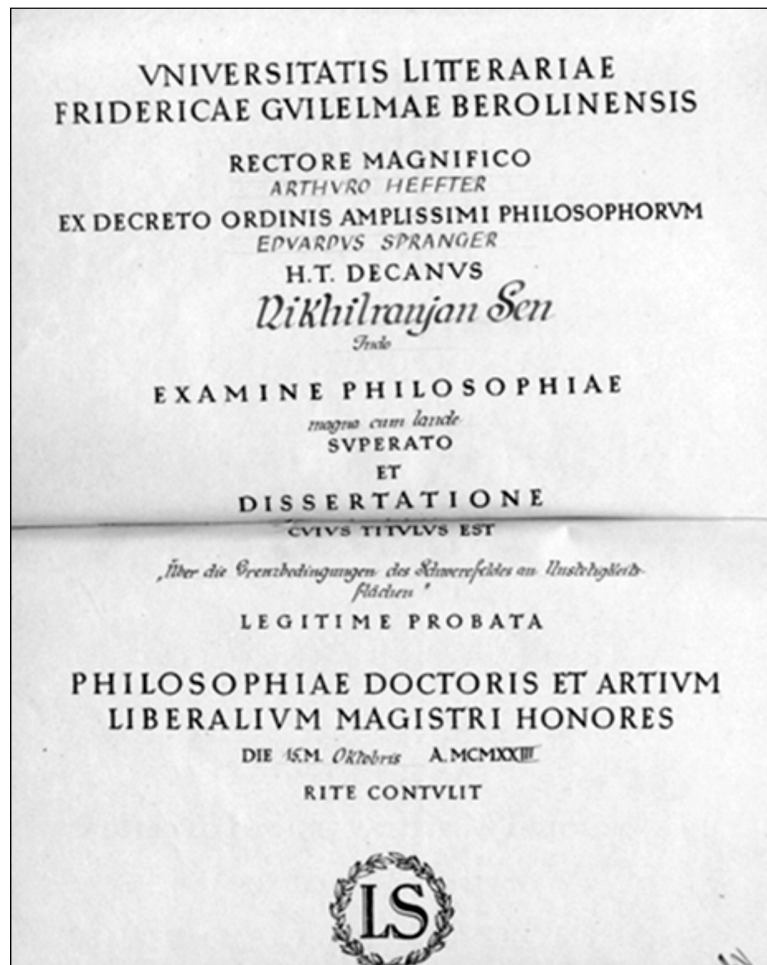 VNIVERSITATIS LITTERARIAE
FRIDERICAE GVILELMAE BEROLINENSIS
RECTORE MAGNIFICO
ARTHVRO HEFFTER
EX DECRETO ORDINIS AMPLISSIMI PHILOSOPHORVM
EDVARDVS SPRANGER
H.T. DECANVS
Nikhilranjan Sen
Indo
EXAMINE PHILOSOPHIAE
magna cum laude
SVPERATO
ET
DISSERTATIONE
CVIVS TITVLVS EST
„Über die Grenzbedingungen des Schwerefeldes an Unstetigkeits-
flächen"
LEGITIME PROBATA
PHILOSOPHIAE DOCTORIS ET ARTIVM
LIBERALIVM MAGISTRI HONORES
DIE 15.M. Oktobris A. MCMXXIII
RITE CONTVLIT
LS